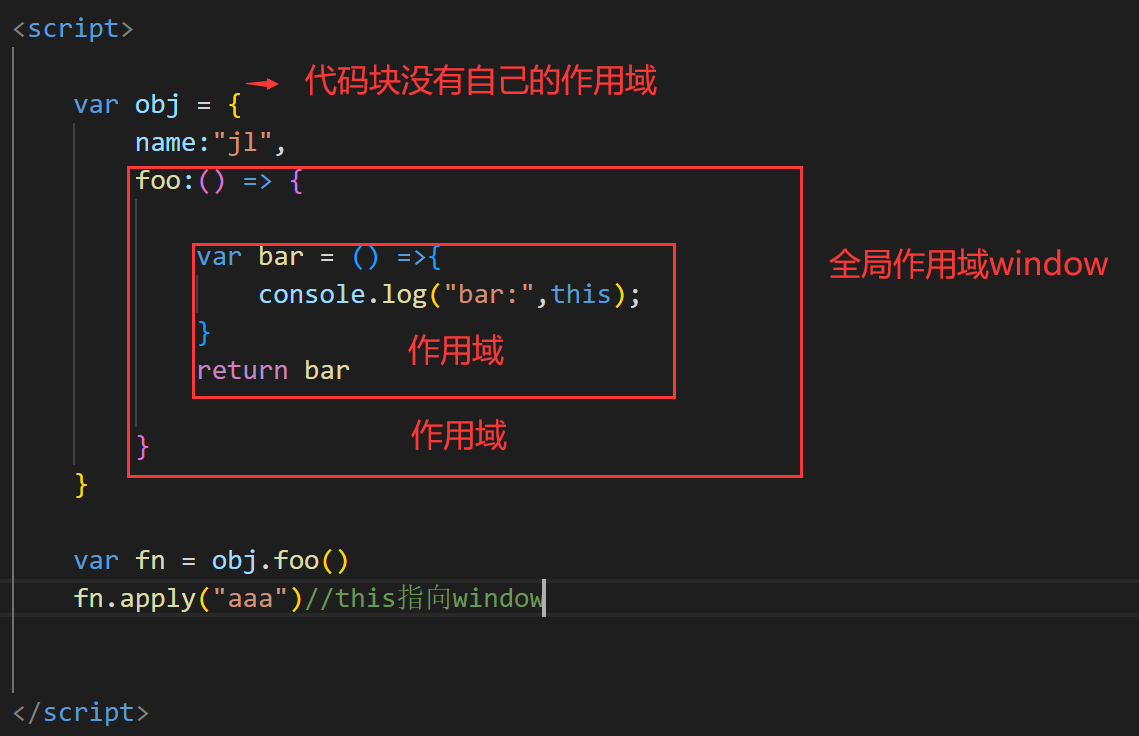 <script>
代码块没有自己的作用域
var obj = {
name:"jl",
foo:() => {
var bar = () =>{
全局作用域window
console.log("bar:",this);
}
作用域
return bar
作用域
}
}
var fn = obj.foo()
fn.apply("aaa")//this指向window
</script>